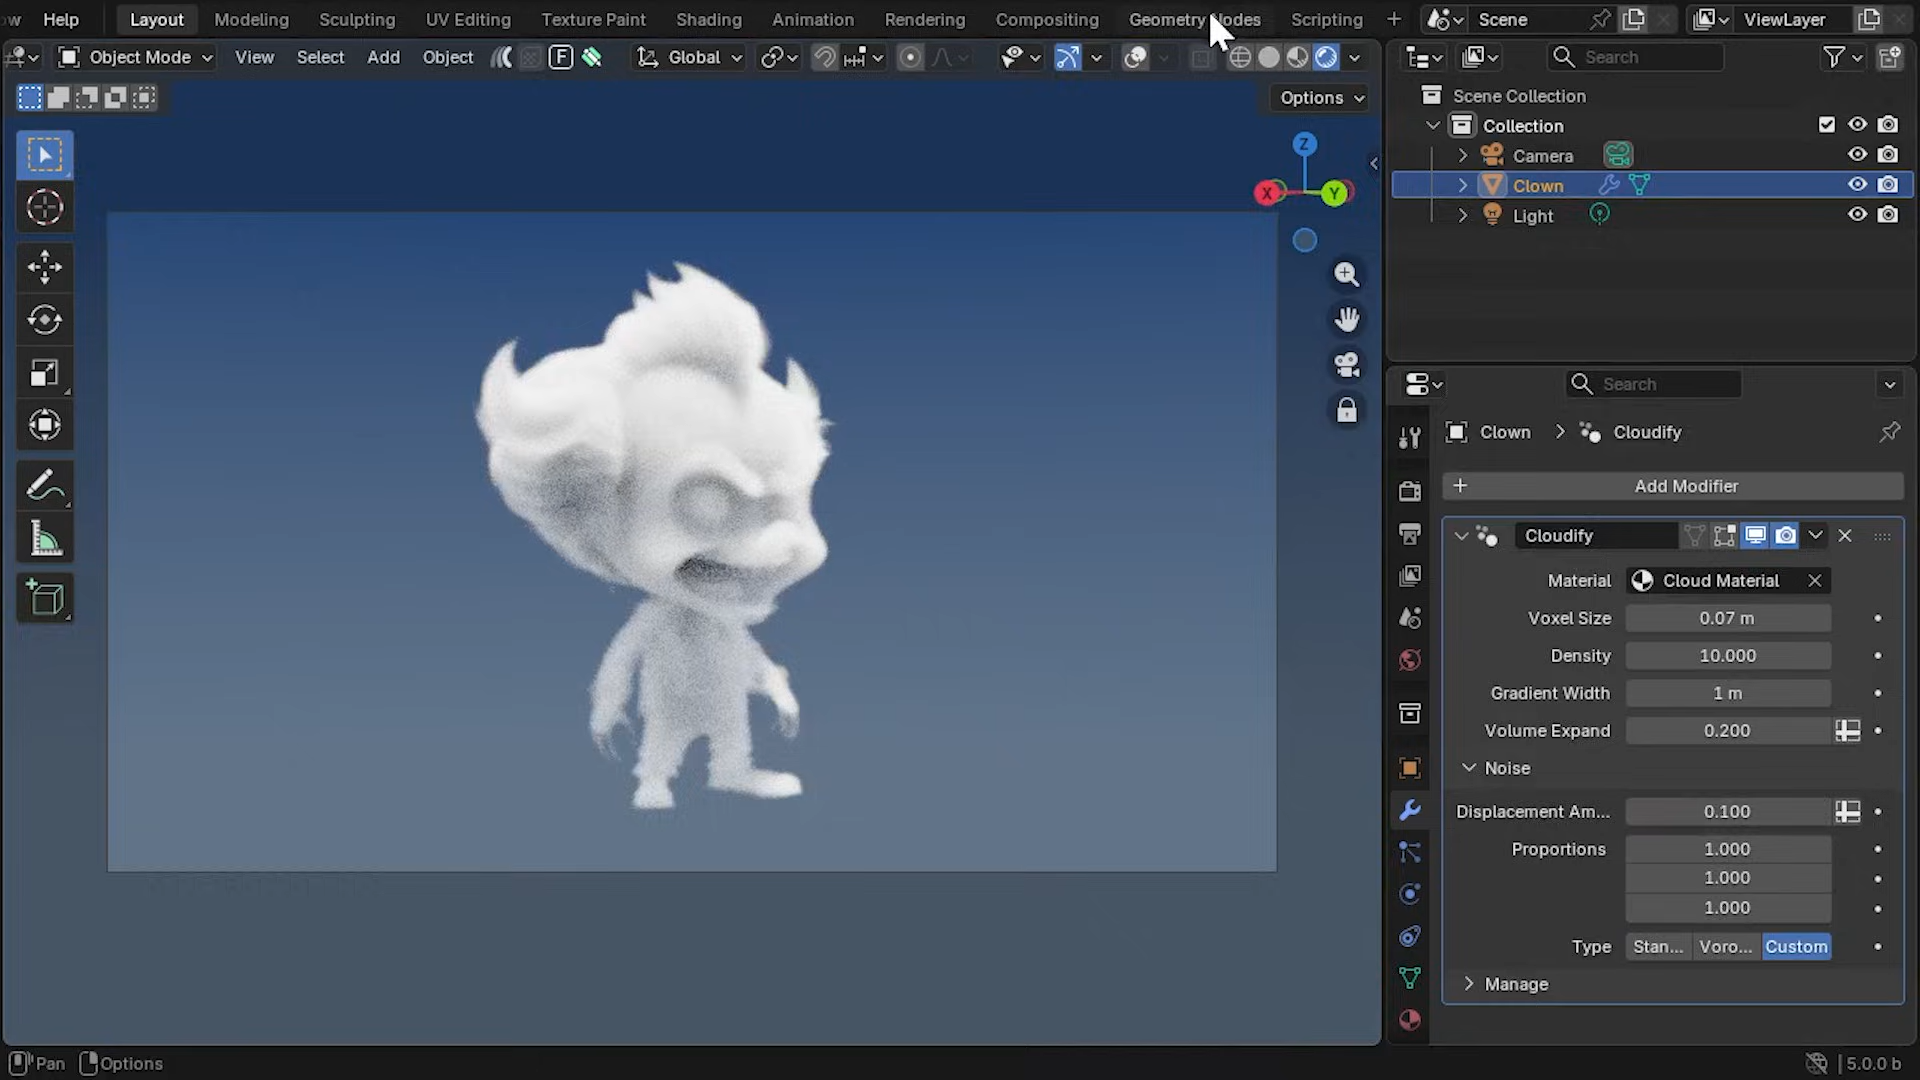 ow Help Layout Modeling Sculpting UV Editing Texture Paint Shading Animation Rendering Compositing Geometry Nodes Scripting + Scene ViewLayer
Object Mode View Select Add Object F Global Search
Options
Z
X Y
Scene Collection
Collection
Camera
Clown
Light
Search
Clown > Cloudify
+ Add Modifier
Cloudify
Material Cloud Material
Voxel Size 0.07 m
Density 10.000
Gradient Width 1 m
Volume Expand 0.200
Noise
Displacement Am... 0.100
Proportions 1.000
1.000
1.000
Type Stan... Voro... Custom
Manage
Pan Options 5.0.0 b